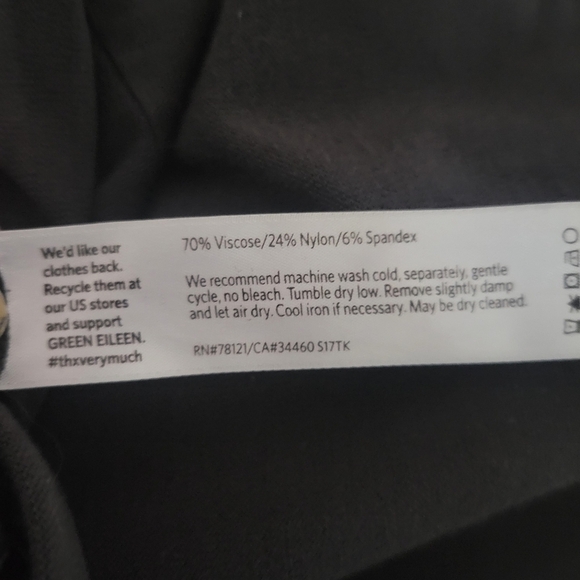 We'd like our
clothes back.
Recycle them at
our US stores
and support
GREEN EILEEN.
#thxverymuch
70% Viscose/24% Nylon/6% Spandex
We recommend machine wash cold, separately, gentle
cycle, no bleach. Tumble dry low. Remove slightly damp
and let air dry. Cool iron if necessary. May be dry cleaned.
RN#78121/CA#34460 S17TK